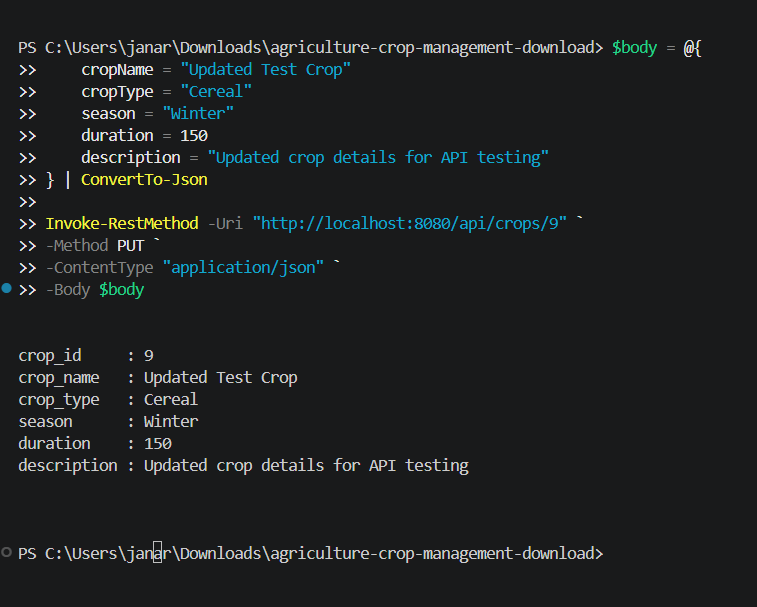 PS C:\Users\janar\Downloads\agriculture-crop-management-download> $body = @{
>>     cropName = "Updated Test Crop"
>>     cropType = "Cereal"
>>     season = "Winter"
>>     duration = 150
>>     description = "Updated crop details for API testing"
>> } | ConvertTo-Json
>>
>> Invoke-RestMethod -Uri "http://localhost:8080/api/crops/9" `
>> -Method PUT `
>> -ContentType "application/json" `
>> -Body $body
crop_id     : 9
crop_name   : Updated Test Crop
crop_type   : Cereal
season      : Winter
duration    : 150
description : Updated crop details for API testing
PS C:\Users\janar\Downloads\agriculture-crop-management-download>